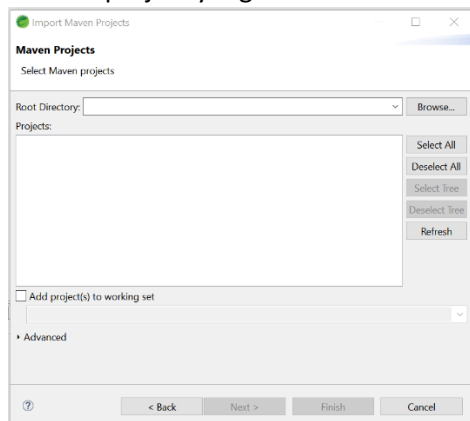 Import Maven Projects
Maven Projects
Select Maven projects
Root Directory:
Browse...
Projects:
Select All
Deselect All
Select Tree
Deselect Tree
Refresh
Add project(s) to working set
Advanced
< Back
Next >
Finish
Cancel